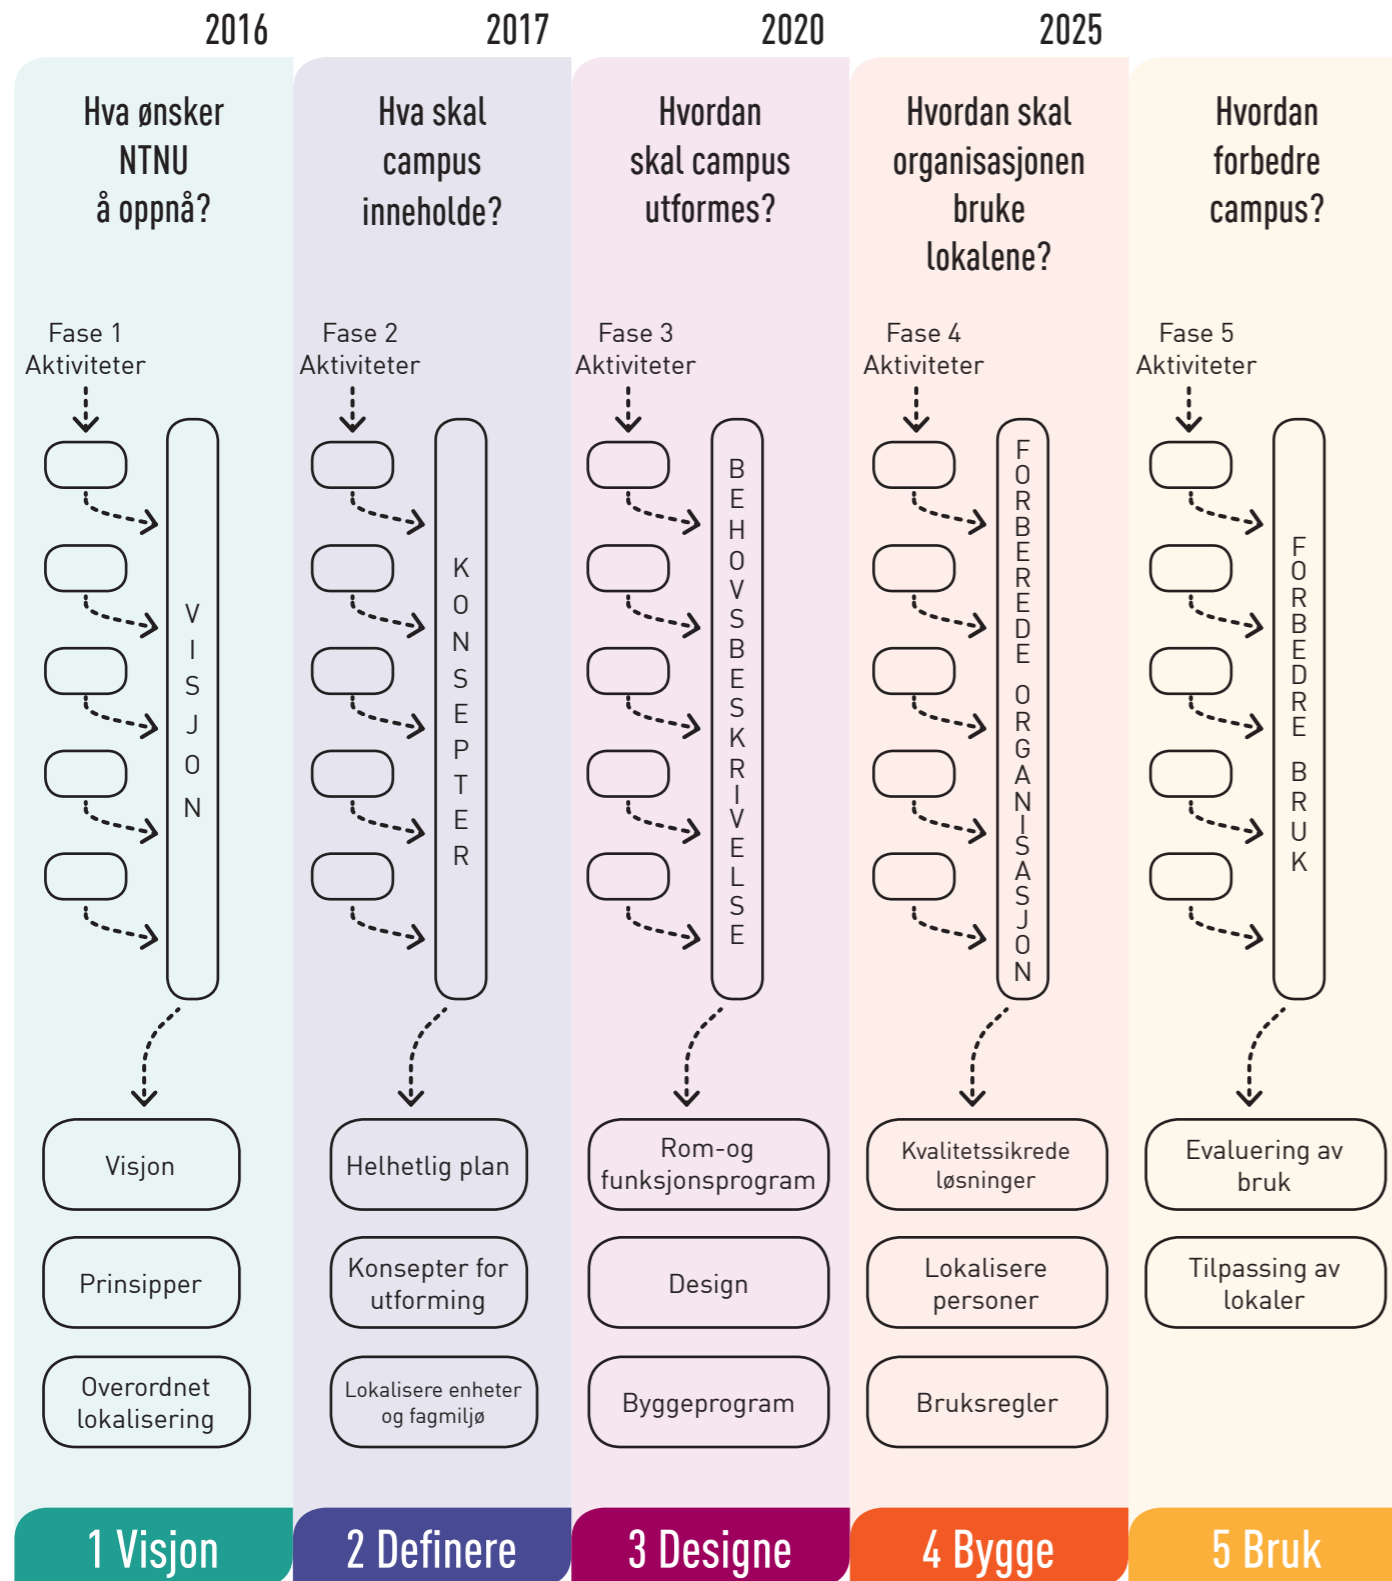 2016
2017
2020
2025
Hva ønsker
NTNU
å oppnå?
Hva skal
campus
inneholde?
Hvordan
skal campus
utformes?
Hvordan skal
organisasjonen
bruke
lokalene?
Hvordan
forbedre
campus?
Fase 1
Aktiviteter
Fase 2
Aktiviteter
Fase 3
Aktiviteter
Fase 4
Aktiviteter
Fase 5
Aktiviteter
VISJON
KONSEPTER
BEHOVSBESKRIVELSE
FORBEREDE ORGANISASJON
FORBEDRE BRUK
Visjon
Prinsipper
Overordnet
lokalisering
Helhetlig plan
Konsepter for
utforming
Lokalisere enheter
og fagmiljø
Rom-og
funksjonsprogram
Design
Byggeprogram
Kvalitetssikrede
løsninger
Lokalisere
personer
Bruksregler
Evaluering av
bruk
Tilpassing av
lokaler
1 Visjon
2 Definere
3 Designe
4 Bygge
5 Bruk